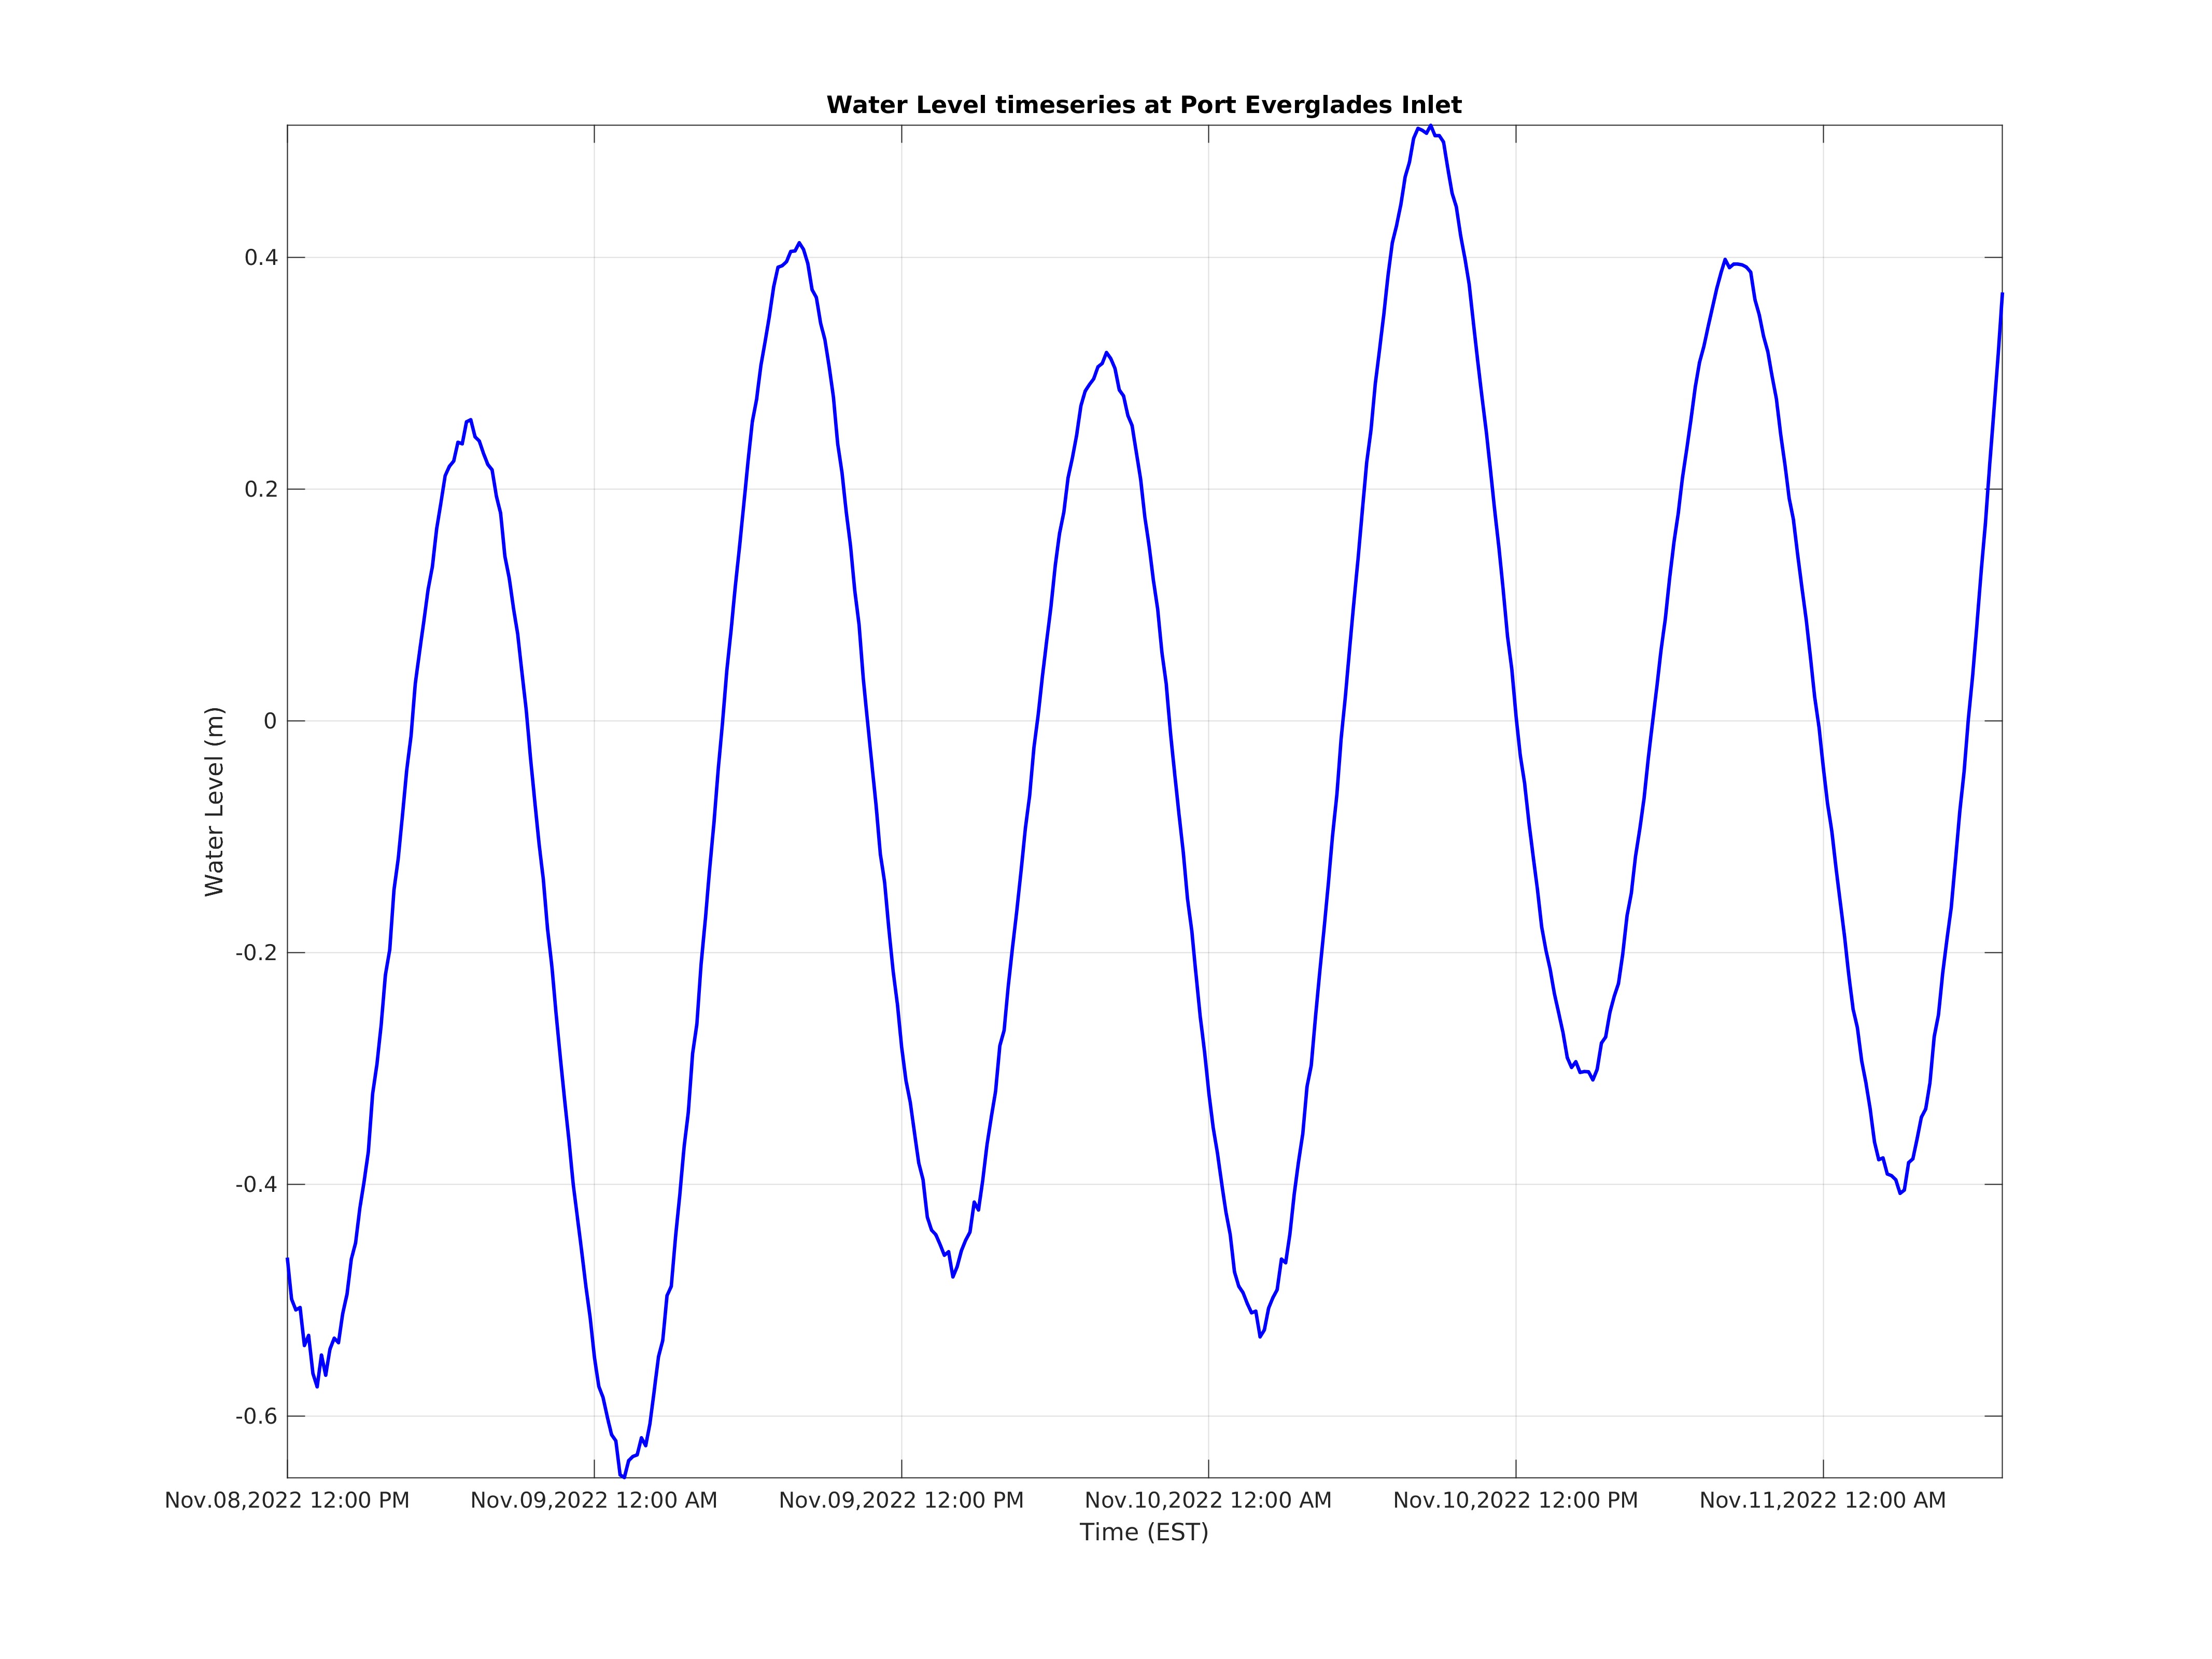 Water Level timeseries at Port Everglades Inlet
0.4
0.2
0
-0.2
-0.4
-0.6
Water Level (m)
Nov.08,2022 12:00 PM
Nov.09,2022 12:00 AM
Nov.09,2022 12:00 PM
Nov.10,2022 12:00 AM
Nov.10,2022 12:00 PM
Nov.11,2022 12:00 AM
Time (EST)